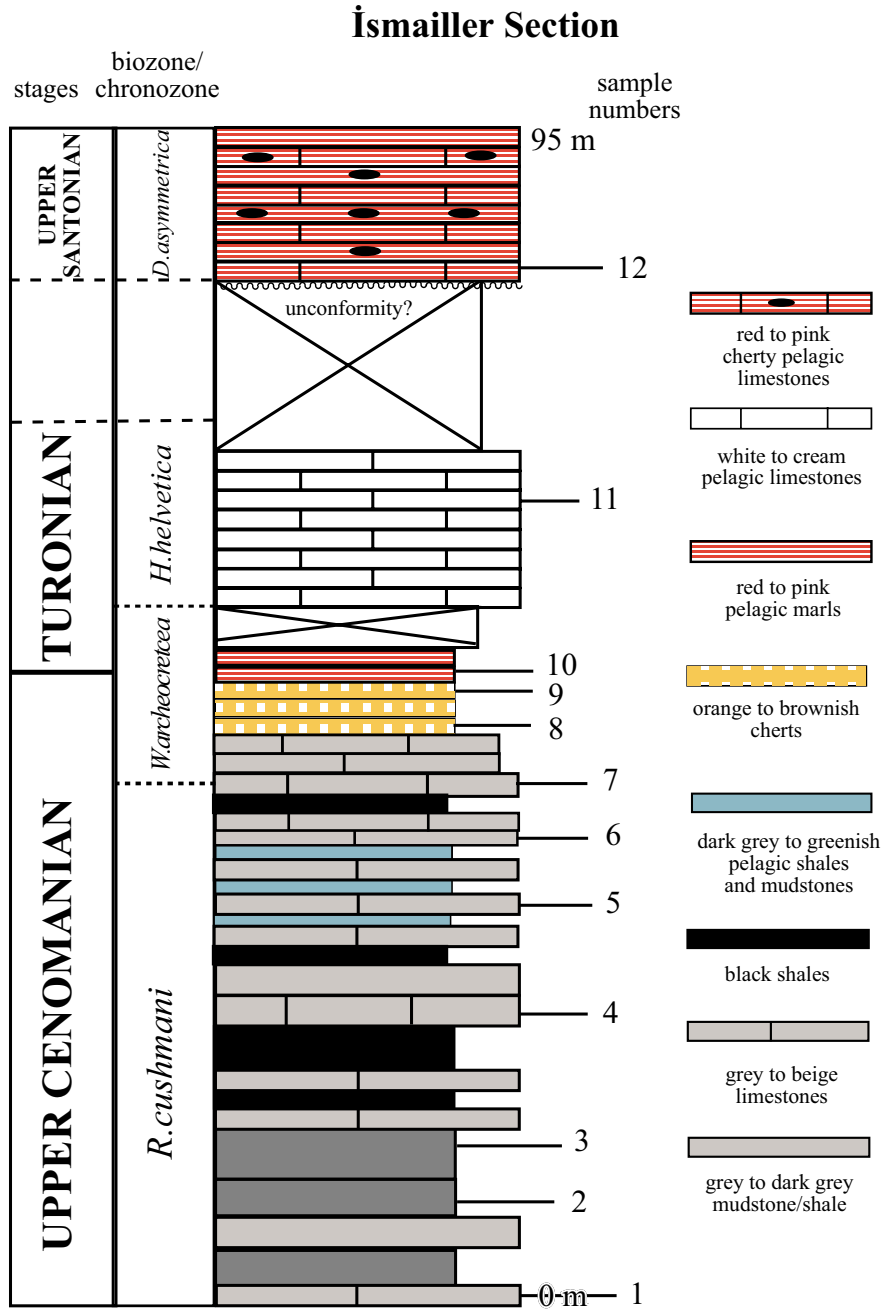 İsmailler Section
stages
biozone/
chronozone
sample
numbers
UPPER
SANTONIAN
D.asymmetrica
95 m
12
unconformity?
TURONIAN
H.helvetica
11
W.archeocretcea
10
9
8
7
6
5
4
3
2
0 m
1
UPPER CENOMANIAN
R.cushmani
red to pink
cherty pelagic
limestones
white to cream
pelagic limestones
red to pink
pelagic marls
orange to brownish
cherts
dark grey to greenish
pelagic shales
and mudstones
black shales
grey to beige
limestones
grey to dark grey
mudstone/shale